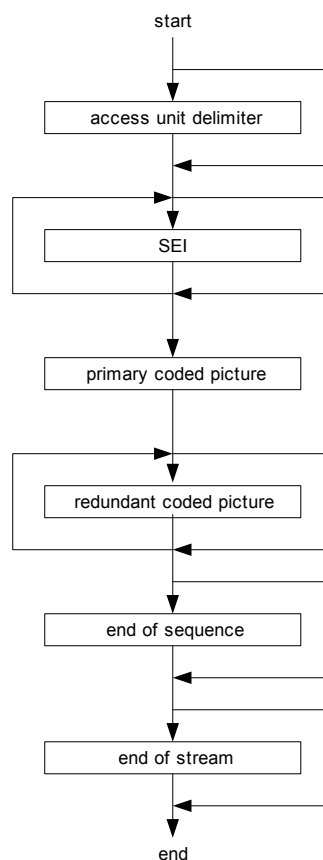 start
access unit delimiter
SEI
primary coded picture
redundant coded picture
end of sequence
end of stream
end